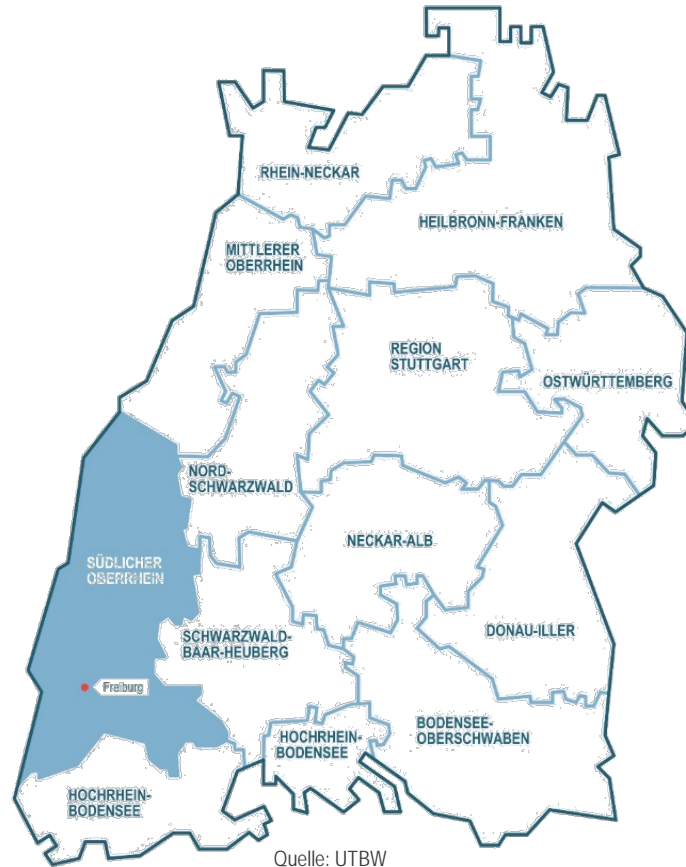 RHEIN-NECKAR
HEILBRONN-FRANKEN
MITTLERER
OBERRHEIN
REGION
STUTTGART
OSTWÜRTTEMBERG
NORD-
SCHWARZWALD
NECKAR-ALB
SÜDLICHER
OBERRHEIN
DONAU-ILLER
SCHWARZWALD-
BAAR-HEUBERG
Freiburg
BODENSEE-
OBERSCHWABEN
HOCHRHEIN-
BODENSEE
HOCHRHEIN-
BODENSEE
Quelle: UTBW